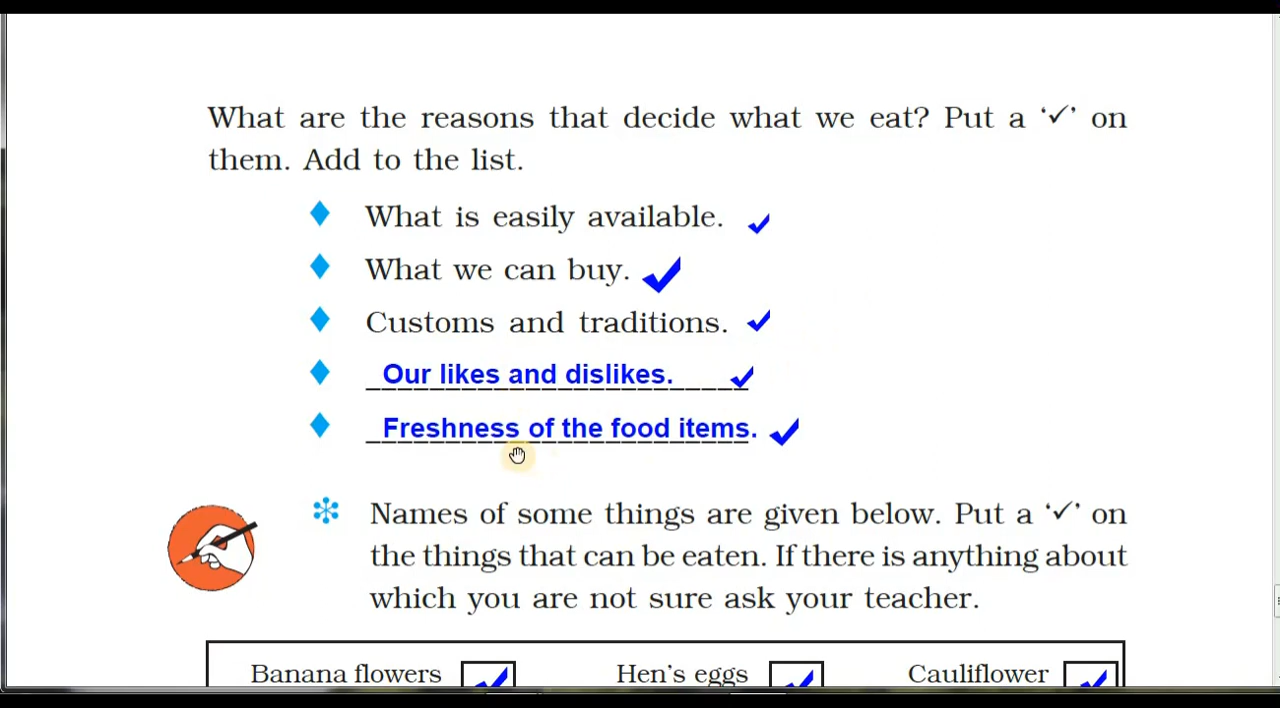 What are the reasons that decide what we eat? Put a ‘✓’ on
them. Add to the list.
What is easily available. ✓
What we can buy. ✓
Customs and traditions. ✓
Our likes and dislikes. ✓
Freshness of the food items. ✓
Names of some things are given below. Put a ‘✓’ on
the things that can be eaten. If there is anything about
which you are not sure ask your teacher.
Banana flowers ✓ Hen’s eggs ✓ Cauliflower ✓